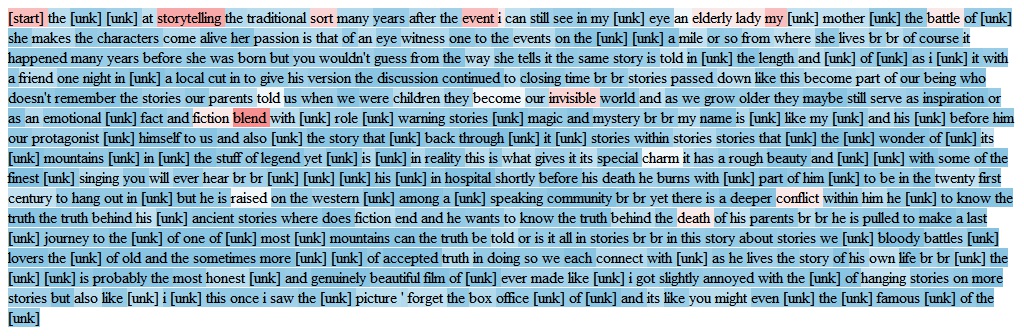 [start] the [unk] [unk] at storytelling the traditional sort many years after the event i can still see in my [unk] eye an elderly lady my [unk] mother [unk] the battle of [unk]
she makes the characters come alive her passion is that of an eye witness one to the events on the [unk] [unk] a mile or so from where she lives br br of course it
happened many years before she was born but you wouldn't guess from the way she tells it the same story is told in [unk] the length and [unk] of [unk] as i [unk] it with
a friend one night in [unk] a local cut in to give his version the discussion continued to closing time br br stories passed down like this become part of our being who
doesn't remember the stories our parents told us when we were children they become our invisible world and as we grow older they maybe still serve as inspiration or
as an emotional [unk] fact and fiction blend with [unk] role [unk] warning stories [unk] magic and mystery br br my name is [unk] like my [unk] and his [unk] before him
our protagonist [unk] himself to us and also [unk] the story that [unk] back through [unk] it [unk] stories within stories stories that [unk] the [unk] wonder of [unk] its
[unk] mountains [unk] in [unk] the stuff of legend yet [unk] is [unk] in reality this is what gives it its special charm it has a rough beauty and [unk] [unk] with some of the
finest [unk] singing you will ever hear br br [unk] [unk] [unk] his [unk] in hospital shortly before his death he burns with [unk] part of him [unk] to be in the twenty first
century to hang out in [unk] but he is raised on the western [unk] among a [unk] speaking community br br yet there is a deeper conflict within him he [unk] to know the
truth the truth behind his [unk] ancient stories where does fiction end and he wants to know the truth behind the death of his parents br br he is pulled to make a last
[unk] journey to the [unk] of one of [unk] most [unk] mountains can the truth be told or is it all in stories br br in this story about stories we [unk] bloody battles [unk]
lovers the [unk] of old and the sometimes more [unk] [unk] of accepted truth in doing so we each connect with [unk] as he lives the story of his own life br br [unk] the
[unk] [unk] is probably the most honest [unk] and genuinely beautiful film of [unk] ever made like [unk] i got slightly annoyed with the [unk] of hanging stories on more
stories but also like [unk] i [unk] this once i saw the [unk] picture ' forget the box office [unk] of [unk] and its like you might even [unk] the [unk] famous [unk] of the
[unk]